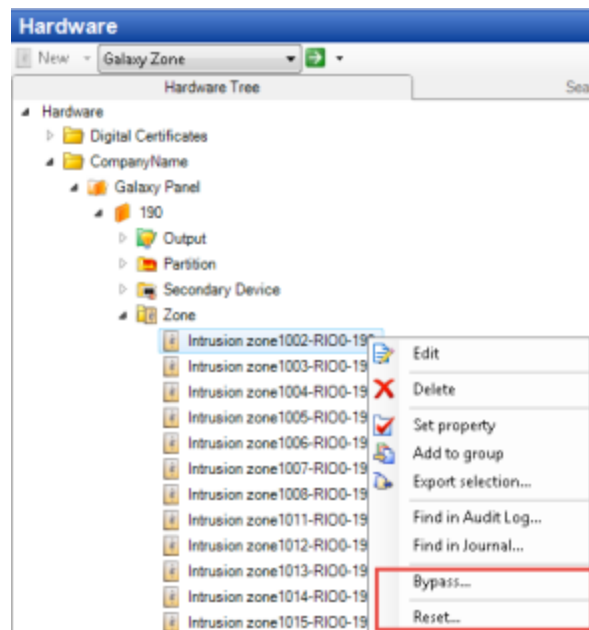 Hardware
New
Galaxy Zone
Hardware Tree
Sea
Hardware
Digital Certificates
CompanyName
Galaxy Panel
190
Output
Partition
Secondary Device
Zone
Intrusion zone1002-RIO0-190
Intrusion zone1003-RIO0-19
Intrusion zone1004-RIO0-19
Intrusion zone1005-RIO0-19
Intrusion zone1006-RIO0-19
Intrusion zone1007-RIO0-19
Intrusion zone1008-RIO0-19
Intrusion zone1011-RIO0-19
Intrusion zone1012-RIO0-19
Intrusion zone1013-RIO0-19
Intrusion zone1014-RIO0-19
Intrusion zone1015-RIO0-19
Edit
Delete
Set property
Add to group
Export selection...
Find in Audit Log...
Find in Journal...
Bypass...
Reset...